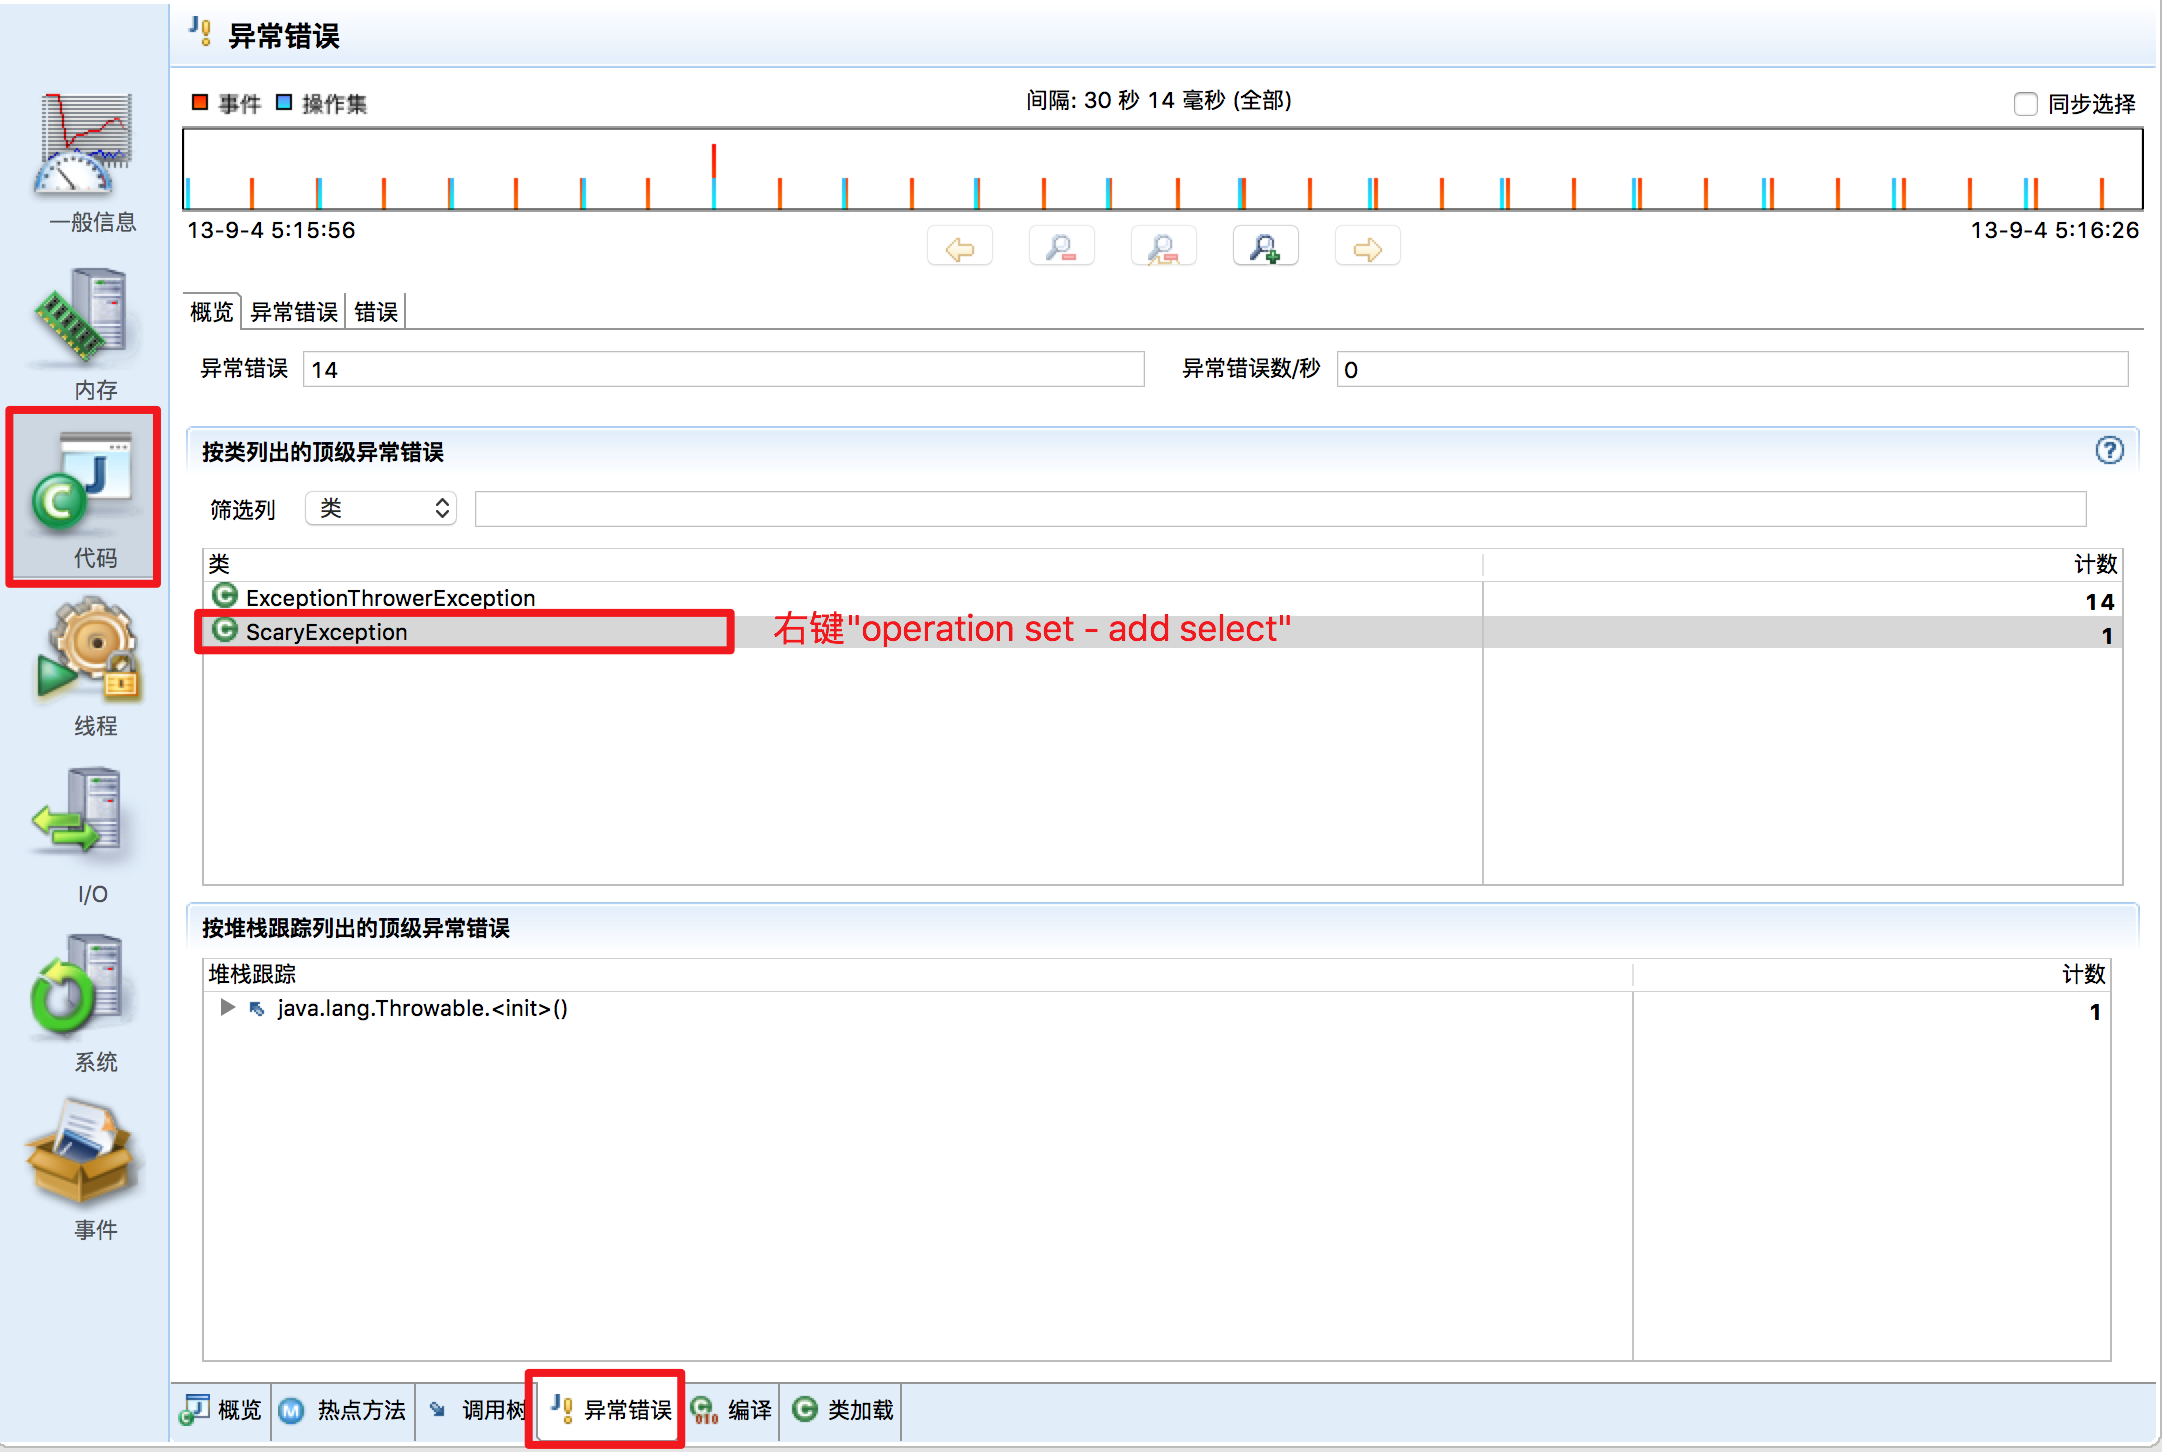 异常错误
事件 操作集
间隔: 30 秒 14 毫秒 (全部)
同步选择
13-9-4 5:15:56
13-9-4 5:16:26
一般信息
内存
代码
线程
I/O
系统
事件
概览 异常错误 错误
异常错误 14
异常错误数/秒 0
按类列出的顶级异常错误
筛选列 类
类 计数
ExceptionThrowerException 14
ScaryException 1
右键"operation set - add select"
按堆栈跟踪列出的顶级异常错误
堆栈跟踪 计数
java.lang.Throwable.<init>() 1
概览 热点方法 调用树 异常错误 编译 类加载